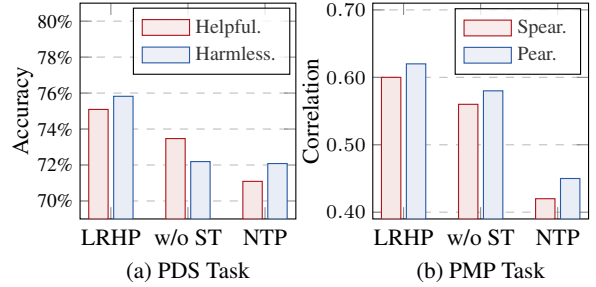 80%
78%
76%
74%
72%
70%
Accuracy
Helpful.
Harmless.
LRHP w/o ST NTP
(a) PDS Task
0.70
0.60
0.50
0.40
Correlation
Spear.
Pear.
LRHP w/o ST NTP
(b) PMP Task